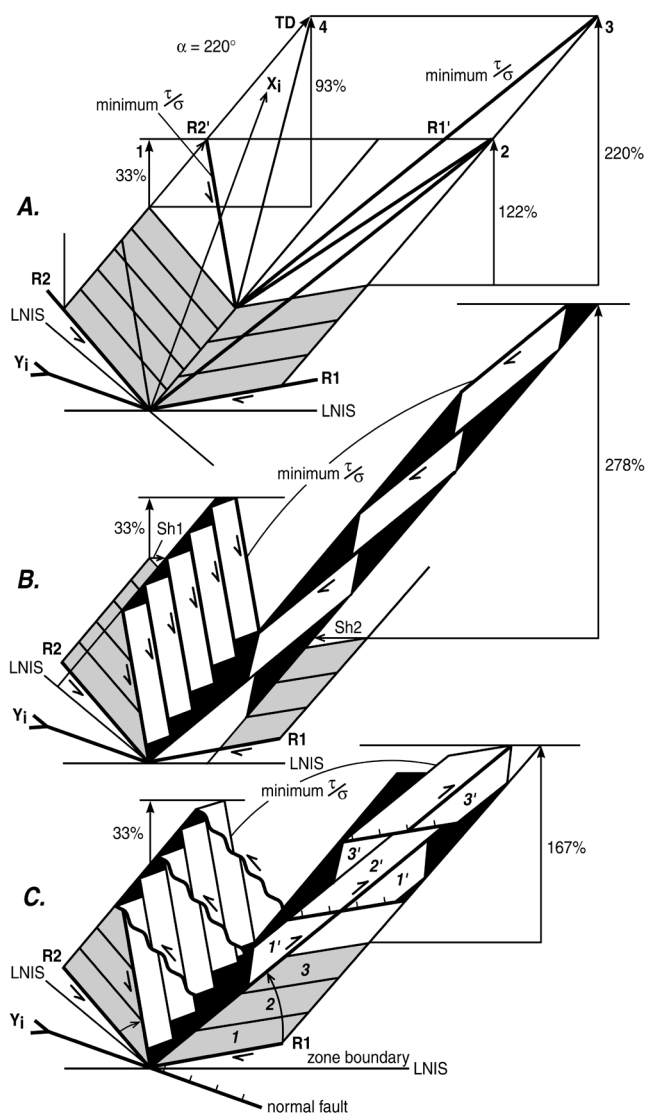 TD
4
3
α = 220°
minimum τ/σ
Xi
93%
minimum τ/σ
R2'
R1'
1
2
33%
220%
A.
122%
R2
LNIS
Yi
R1
LNIS
278%
minimum τ/σ
33%
Sh1
B.
Sh2
R2
LNIS
Yi
R1
LNIS
minimum τ/σ
33%
3'
167%
3'
2'
1'
C.
1'
R2
3
LNIS
2
Yi
1
R1
zone boundary
LNIS
normal fault